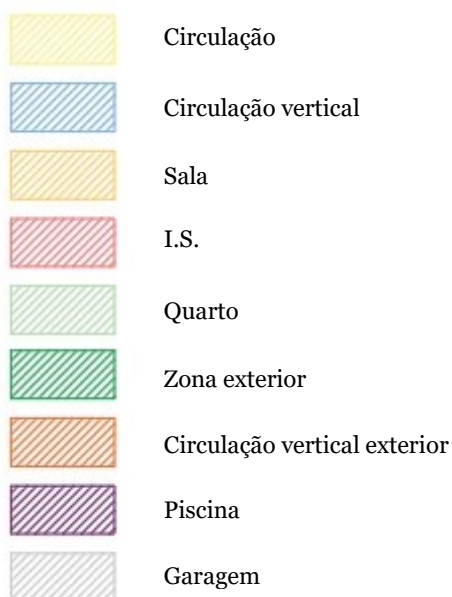 Circulação
Circulação vertical
Sala
I.S.
Quarto
Zona exterior
Circulação vertical exterior
Piscina
Garagem